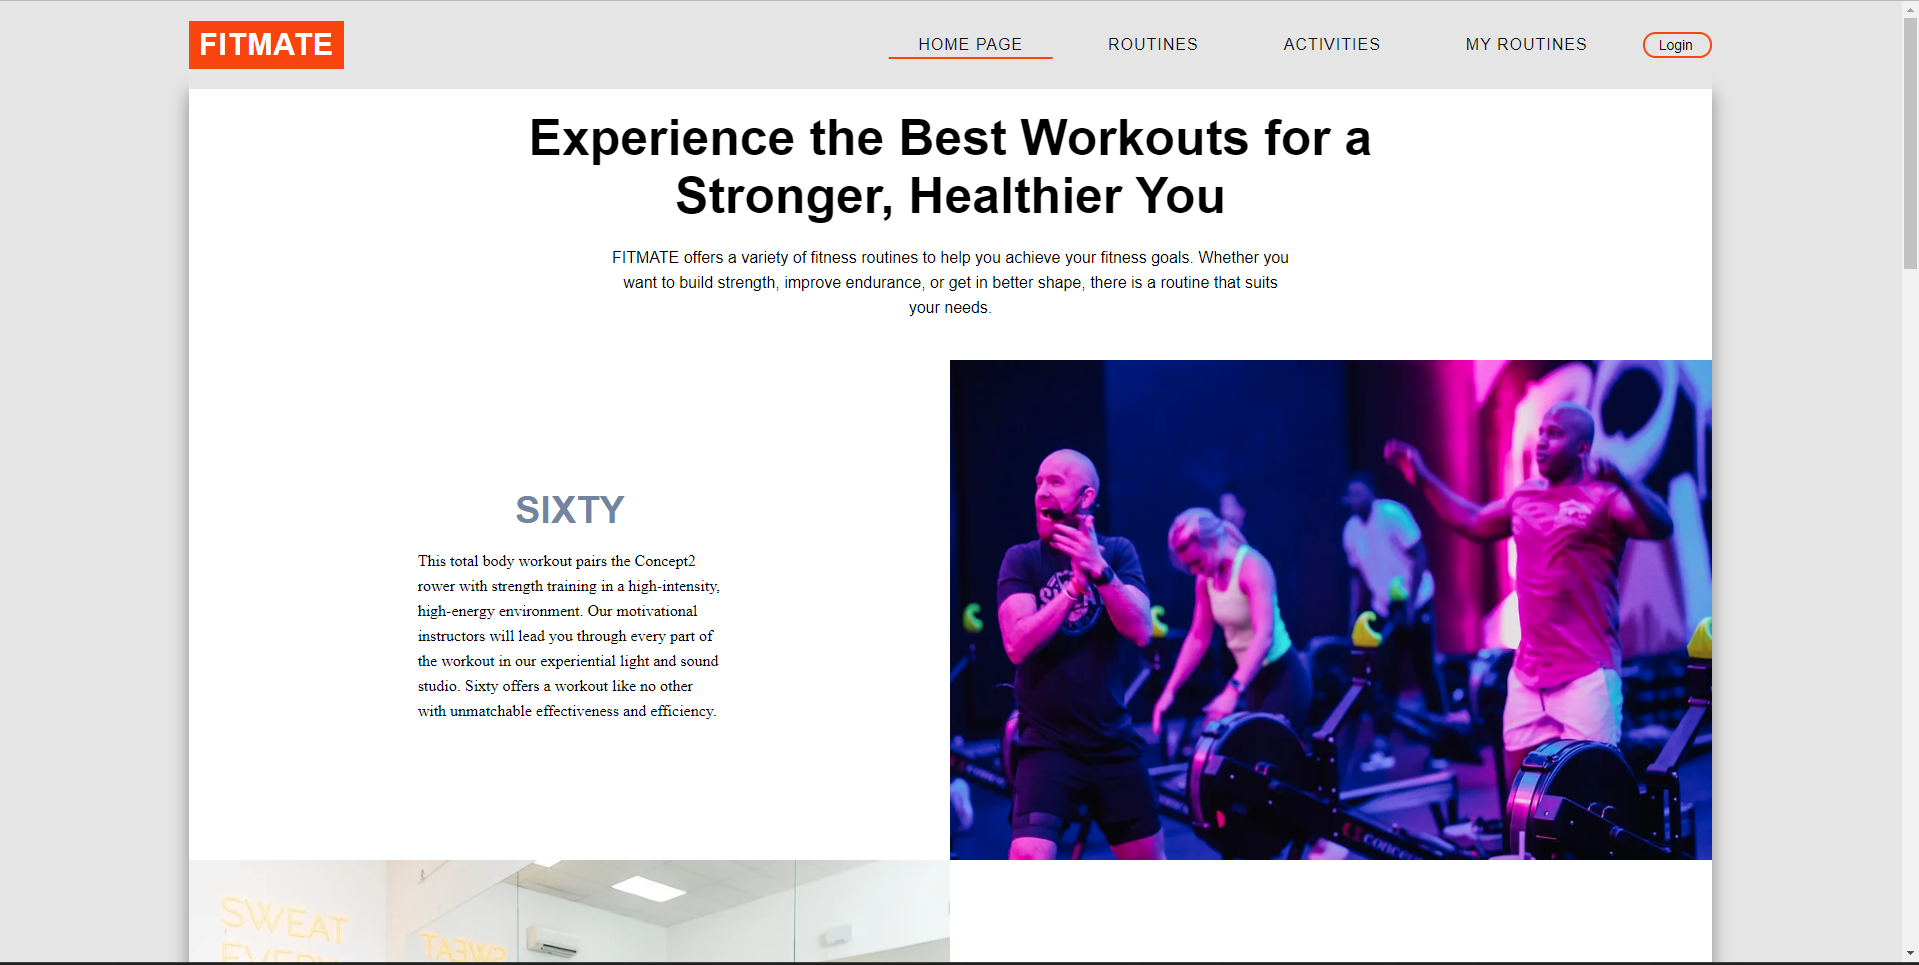 FITMATE
HOME PAGE
ROUTINES
ACTIVITIES
MY ROUTINES
Login
Experience the Best Workouts for a
Stronger, Healthier You
FITMATE offers a variety of fitness routines to help you achieve your fitness goals. Whether you
want to build strength, improve endurance, or get in better shape, there is a routine that suits
your needs.
SIXTY
This total body workout pairs the Concept2
rower with strength training in a high-intensity,
high-energy environment. Our motivational
instructors will lead you through every part of
the workout in our experiential light and sound
studio. Sixty offers a workout like no other
with unmatchable effectiveness and efficiency.
SWEAT
EVERY
SWEAT